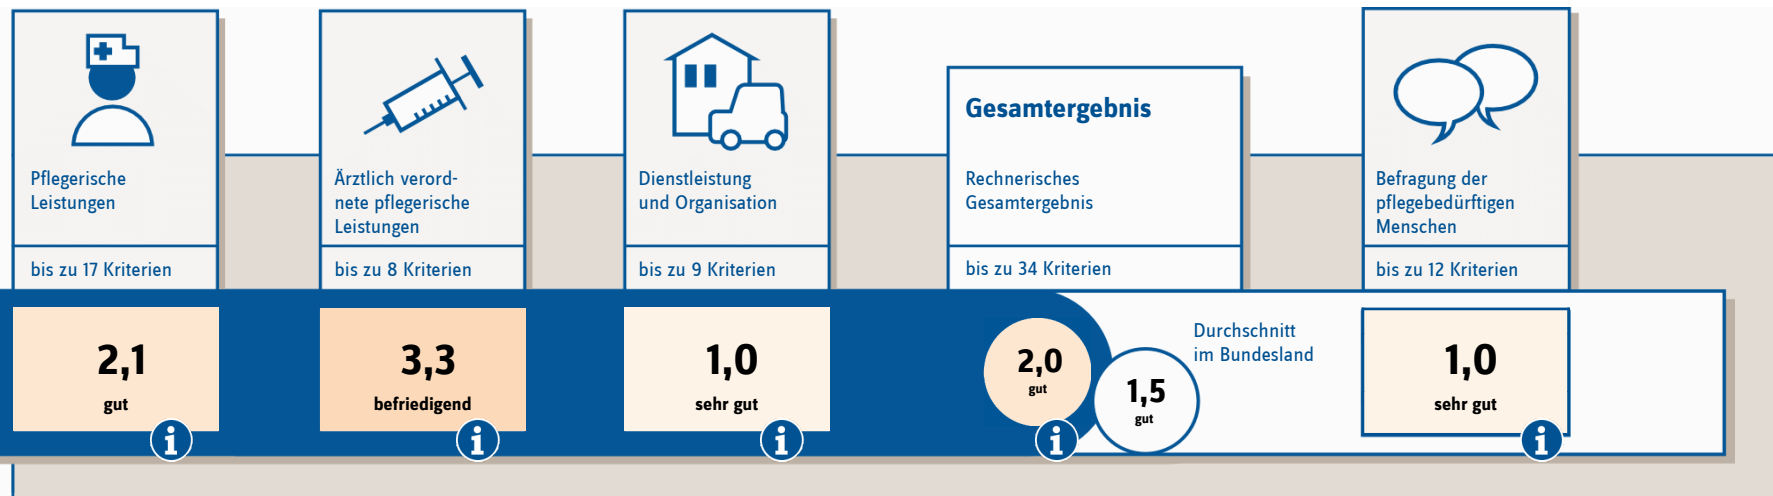 Pflegerische
Leistungen
bis zu 17 Kriterien
2,1
gut
i
Ärztlich verord-
nete pflegerische
Leistungen
bis zu 8 Kriterien
3,3
befriedigend
i
Dienstleistung
und Organisation
bis zu 9 Kriterien
1,0
sehr gut
i
Gesamtergebnis
Rechnerisches
Gesamtergebnis
bis zu 34 Kriterien
2,0
gut
i
1,5
gut
Durchschnitt
im Bundesland
Befragung der
pflegebedürftigen
Menschen
bis zu 12 Kriterien
1,0
sehr gut
i